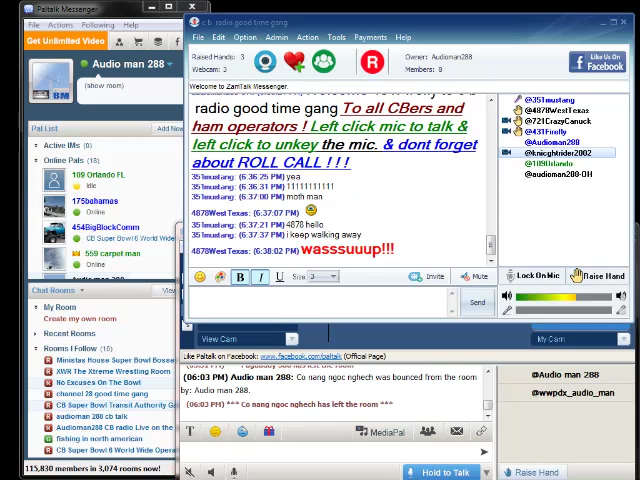 Paltalk Messenger
File Actions Following Help
Get Unlimited Video
BM
Audio man 288
(show room)
Pal List
Add New
Active IMs (0)
Online Pals (18)
109 Orlando FL
Idle
175bahamas
Online
454BigBlockComm
CB Super Bowl 6 World Wide
559 carpet man
Online
audio man 288
Chat Rooms
View
My Room
Create my own room
Recent Rooms
Rooms I Follow (10)
R Ministas House Super Bowl Bosses
R XWR The Xtreme Wrestling Room
R No Excuses On The Bowl
R channel 28 good time gang
R CB Super Bowl Transit Authority Ga
R audioman 288 cb talk
R Audioman288 CB radio Live on the
G fishing in north american
R CB Super Bowl 6 World Wide Opera
115,830 members in 3,074 rooms now!
c b radio good time gang
File Edit Option Actions Tools Payments Help
Raised Hands: 3
Webcam: 3
R
Owner: Audioman288
Members: 8
Like Us On
Facebook
Welcome to ZamTalk Messenger.
radio good time gang To all CBers and
ham operators ! Left click mic to talk &
left click to unkey the mic. & dont forget
about ROLL CALL ! ! !
351mustang: (6:36:25 PM) yea
351mustang: (6:36:31 PM) 11111111111
351mustang: (6:37:00 PM) moth man
4878WestTexas: (6:37:07 PM)
351mustang: (6:37:21 PM) 4878 hello
351mustang: (6:37:37 PM) i keep walking away
4878WestTexas: (6:38:02 PM) wasssuuup!!!
@351mustang
@4878WestTexas
@721CrazyCanuck
@431Firefly
@Audioman288
@knicghtrider2002
@109Orlando
@audioman288-OH
B I U Size: 3
Invite
Mute
Lock On Mic
Raise Hand
Send
View Cam
My Cam
Like Paltalk on Facebook: www.facebook.com/paltalk (Official Page)
(06:03 PM) Audio man 288: Co nang ngoc nghech was bounced from the room
by: Audio man 288.
(06:03 PM) *** Co nang ngoc nghech has left the room ***
@Audio man 288
@wwpdx_audio_man
T
MediaPal
Hold to Talk
Raise Hand